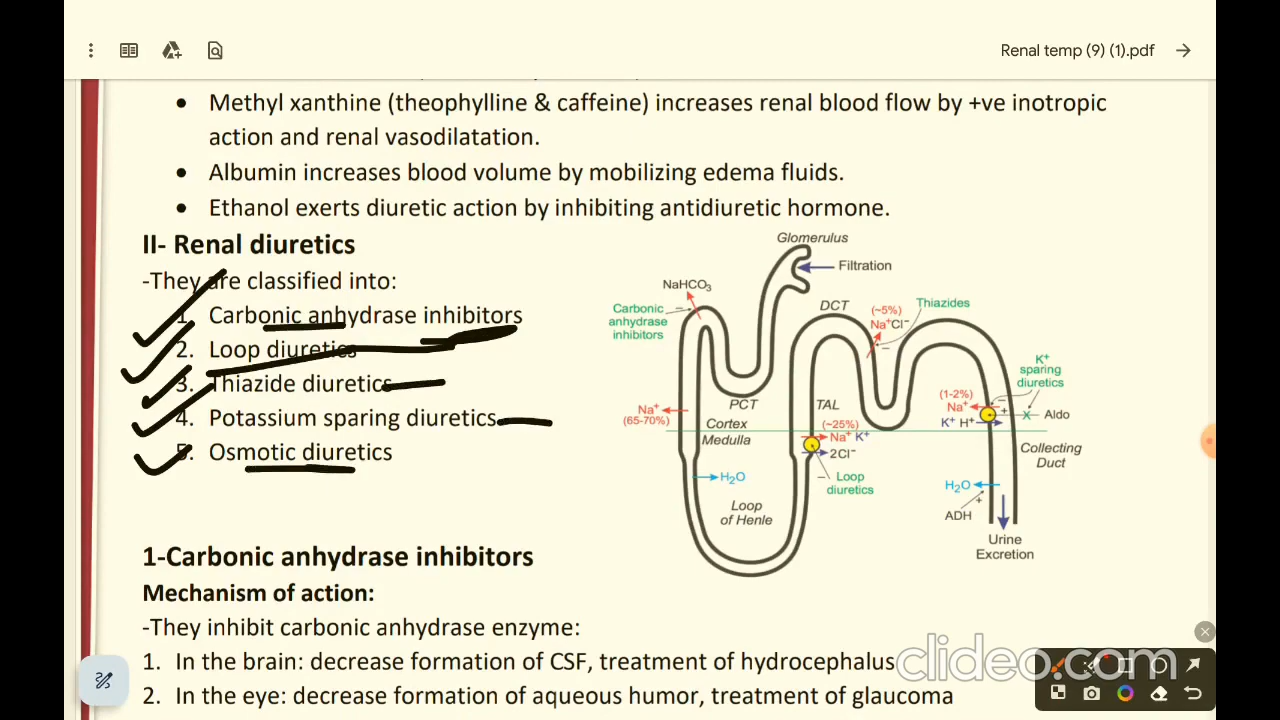 Renal temp (9) (1).pdf
• Methyl xanthine (theophylline & caffeine) increases renal blood flow by +ve inotropic
action and renal vasodilatation.
• Albumin increases blood volume by mobilizing edema fluids.
• Ethanol exerts diuretic action by inhibiting antidiuretic hormone.
II- Renal diuretics
-They are classified into:
1. Carbonic anhydrase inhibitors
2. Loop diuretics
3. Thiazide diuretics
4. Potassium sparing diuretics
5. Osmotic diuretics
Glomerulus
Filtration
NaHCO₃
Carbonic
anhydrase
inhibitors
DCT
(~5%)
Na⁺Cl⁻
Thiazides
K⁺
sparing
diuretics
PCT
TAL
Na⁺
(65-70%)
Cortex
Medulla
(~25%)
Na⁺ K⁺
2Cl⁻
(1-2%)
Na⁺
K⁺ H⁺
Aldo
Collecting
Duct
H₂O
Loop
diuretics
Loop
of Henle
H₂O
ADH
Urine
Excretion
1-Carbonic anhydrase inhibitors
Mechanism of action:
-They inhibit carbonic anhydrase enzyme:
1. In the brain: decrease formation of CSF, treatment of hydrocephalus
2. In the eye: decrease formation of aqueous humor, treatment of glaucoma
clideo.com